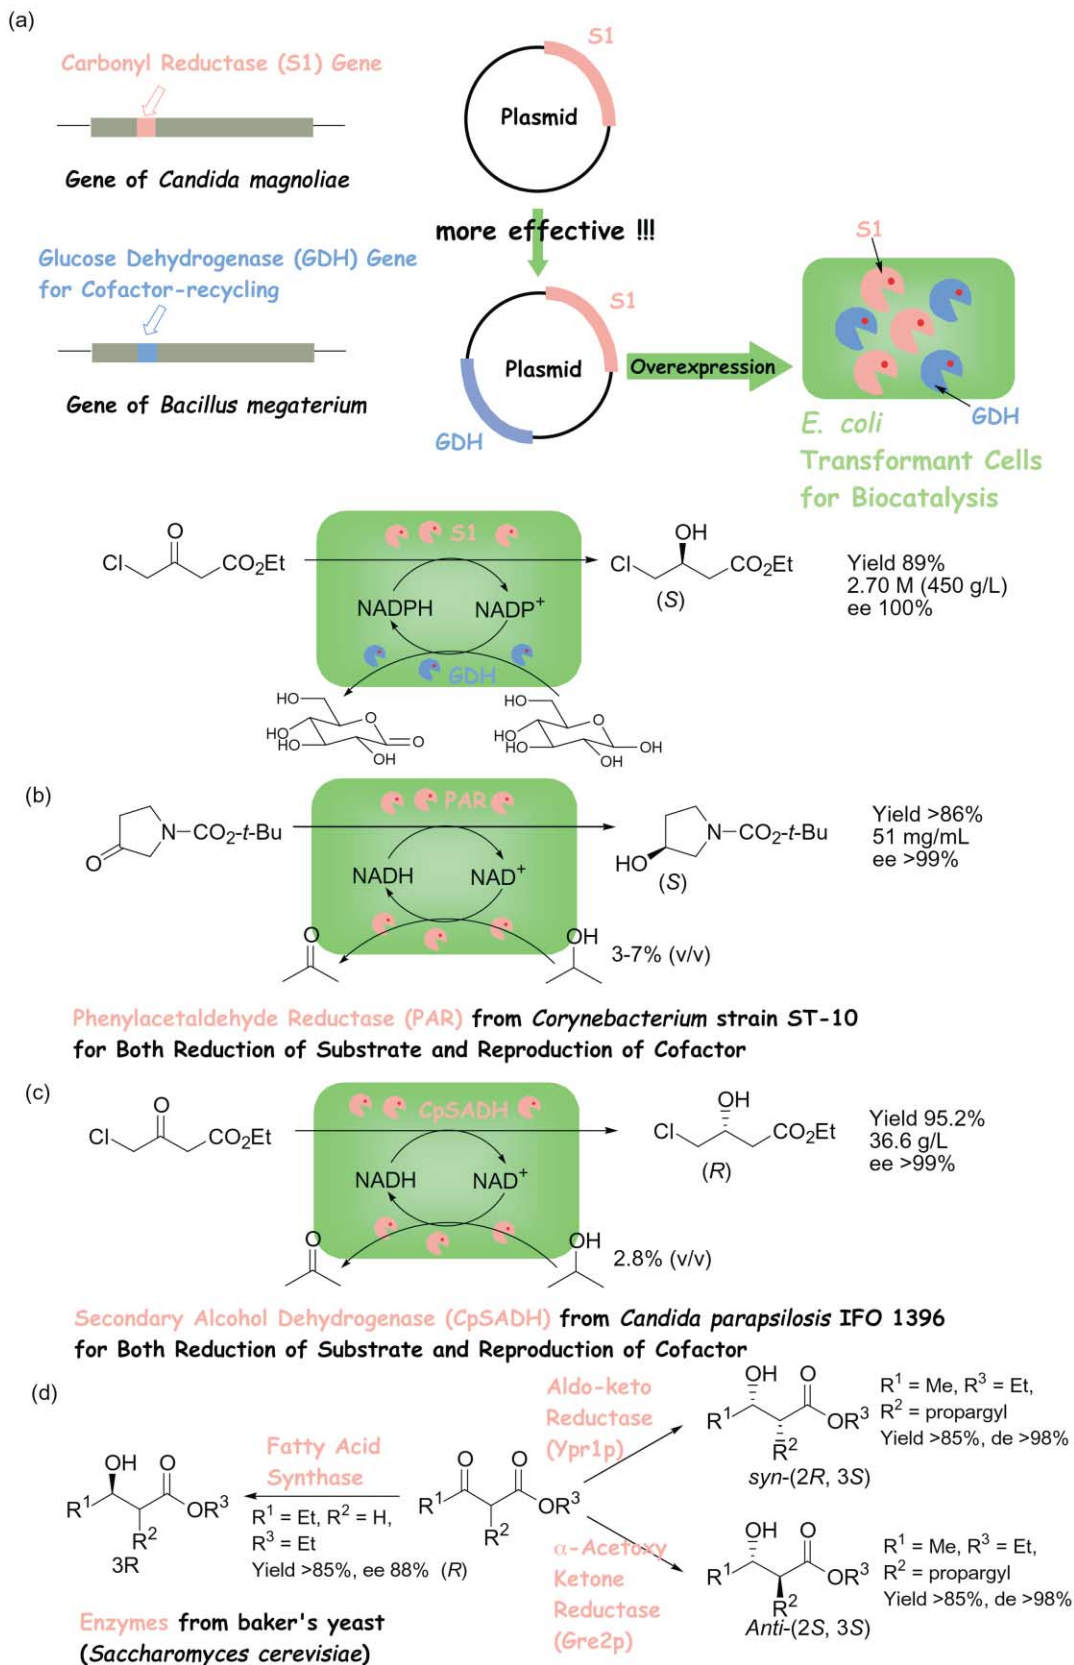 (a)
Carbonyl Reductase (S1) Gene
Gene of Candida magnoliae
S1
Plasmid
more effective !!!
Glucose Dehydrogenase (GDH) Gene
for Cofactor-recycling
Gene of Bacillus megaterium
S1
Plasmid
GDH
Overexpression
S1
GDH
E. coli
Transformant Cells
for Biocatalysis
O
Cl
CO2Et
S1
NADPH
NADP+
GDH
OH
Cl
CO2Et
(S)
Yield 89%
2.70 M (450 g/L)
ee 100%
HO
O
HO
HO
OH
O
HO
O
HO
HO
OH
OH
(b)
O
N
CO2-t-Bu
PAR
NADH
NAD+
O
OH
3-7% (v/v)
N
CO2-t-Bu
HO
(S)
Yield >86%
51 mg/mL
ee >99%
Phenylacetaldehyde Reductase (PAR) from Corynebacterium strain ST-10
for Both Reduction of Substrate and Reproduction of Cofactor
(c)
O
Cl
CO2Et
CpSADH
NADH
NAD+
O
OH
2.8% (v/v)
OH
Cl
CO2Et
(R)
Yield 95.2%
36.6 g/L
ee >99%
Secondary Alcohol Dehydrogenase (CpSADH) from Candida parapsilosis IFO 1396
for Both Reduction of Substrate and Reproduction of Cofactor
(d)
OH
O
R1
OR3
R2
3R
Fatty Acid
Synthase
R1 = Et, R2 = H,
R3 = Et
Yield >85%, ee 88% (R)
O
O
R1
OR3
R2
Aldo-keto
Reductase
(Ypr1p)
OH
O
R1
OR3
R2
syn-(2R, 3S)
R1 = Me, R3 = Et,
R2 = propargyl
Yield >85%, de >98%
α-Acetoxy
Ketone
Reductase
(Gre2p)
OH
O
R1
OR3
R2
Anti-(2S, 3S)
R1 = Me, R3 = Et,
R2 = propargyl
Yield >85%, de >98%
Enzymes from baker's yeast
(Saccharomyces cerevisiae)